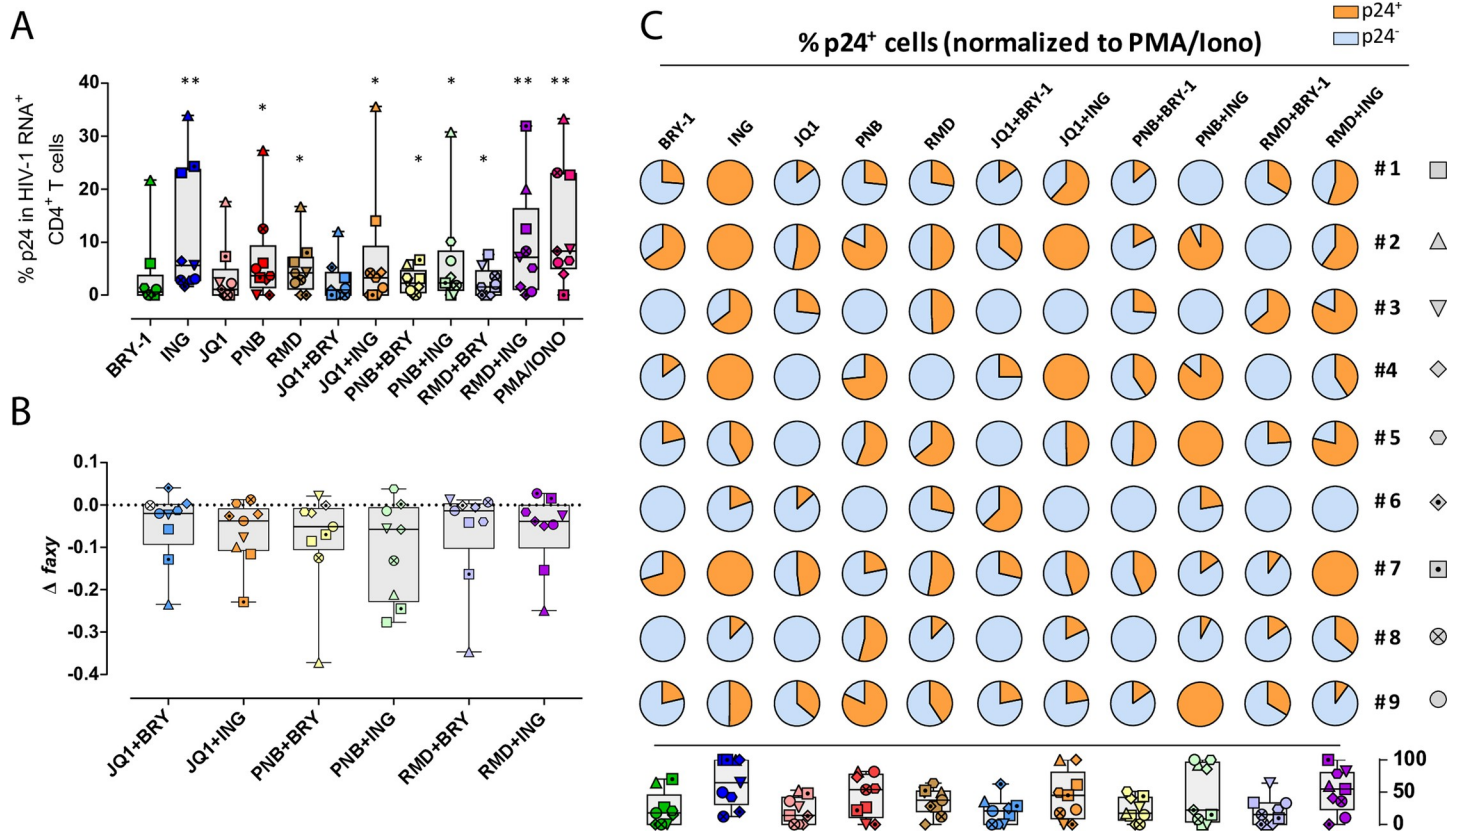 A
% p24 in HIV-1 RNA+
CD4+ T cells
40
30
20
10
0
** * * * * * * ** **
BRY-1 ING JQ1 PNB RMD JQ1+BRY JQ1+ING PNB+BRY PNB+ING RMD+BRY RMD+ING PMA/IONO
B
Δ faxy
0.1
0.0
-0.1
-0.2
-0.3
-0.4
JQ1+BRY JQ1+ING PNB+BRY PNB+ING RMD+BRY RMD+ING
C
p24+
p24-
% p24+ cells (normalized to PMA/Iono)
BRY-1 ING JQ1 PNB RMD JQ1+BRY-1 JQ1+ING PNB+BRY-1 PNB+ING RMD+BRY-1 RMD+ING
#1
#2
#3
#4
#5
#6
#7
#8
#9
100
50
0